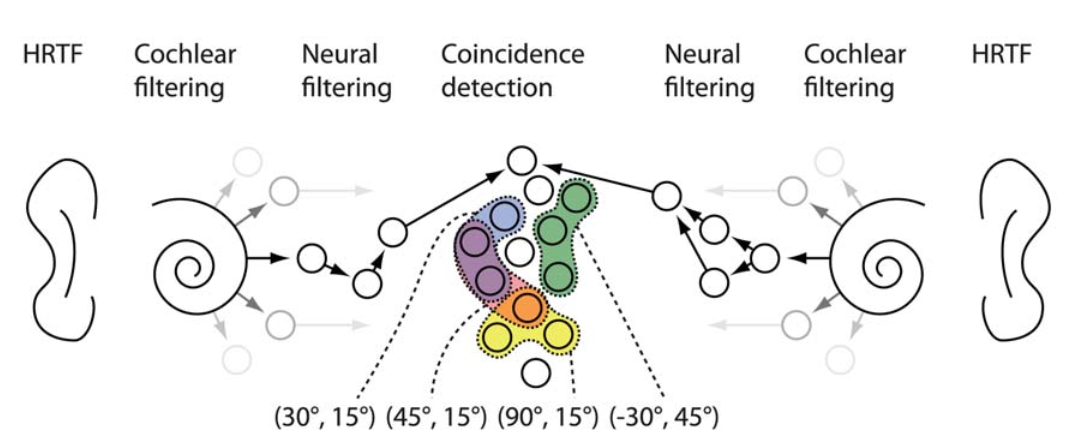 HRTF
Cochlear
filtering
Neural
filtering
Coincidence
detection
Neural
filtering
Cochlear
filtering
HRTF
(30°, 15°) (45°, 15°) (90°, 15°) (-30°, 45°)